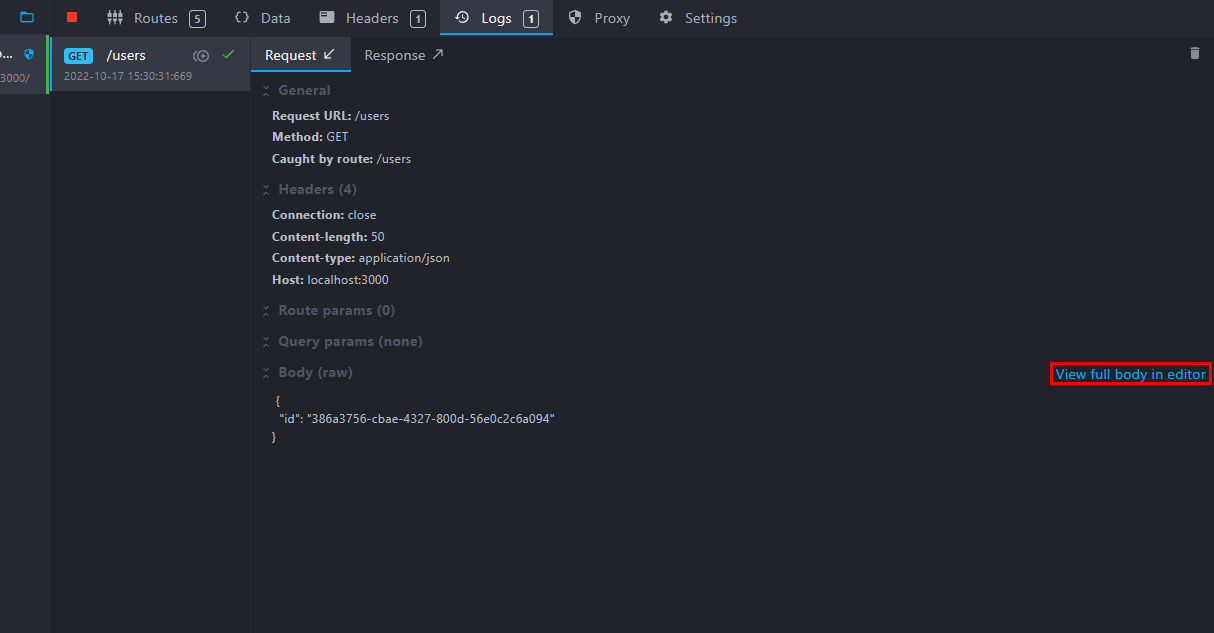 Routes 5 Data Headers 1 Logs 1 Proxy Settings
... GET /users Request Response
3000/ 2022-10-17 15:30:31:669
General
Request URL: /users
Method: GET
Caught by route: /users
Headers (4)
Connection: close
Content-length: 50
Content-type: application/json
Host: localhost:3000
Route params (0)
Query params (none)
Body (raw) View full body in editor
{
"id": "386a3756-cbae-4327-800d-56e0c2c6a094"
}